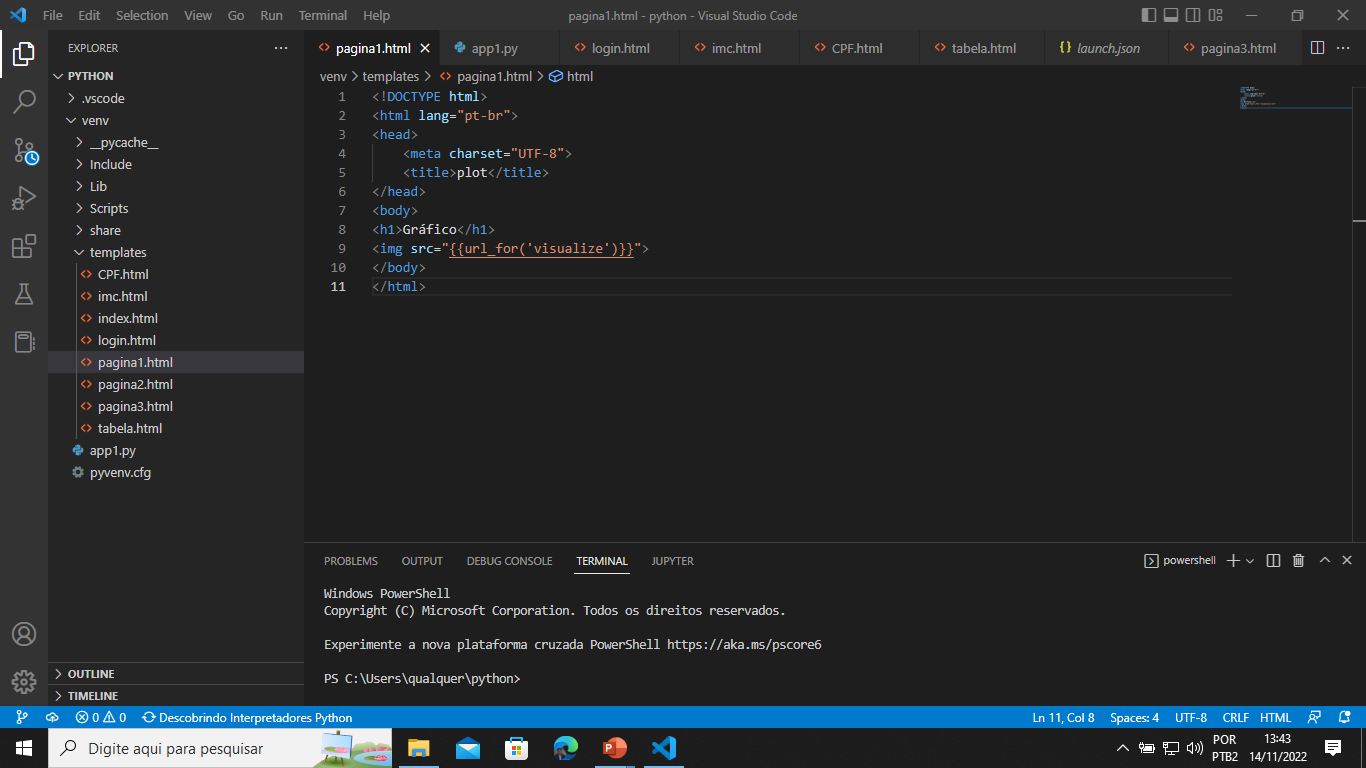 File Edit Selection View Go Run Terminal Help
pagina1.html - python - Visual Studio Code
EXPLORER
PYTHON
.vscode
venv
__pycache__
Include
Lib
Scripts
share
templates
CPF.html
imc.html
index.html
login.html
pagina1.html
pagina2.html
pagina3.html
tabela.html
app1.py
pyvenv.cfg
OUTLINE
TIMELINE
pagina1.html app1.py login.html imc.html CPF.html tabela.html launch.json pagina3.html
venv > templates > pagina1.html > html
1 <!DOCTYPE html>
2 <html lang="pt-br">
3 <head>
4 <meta charset="UTF-8">
5 <title>plot</title>
6 </head>
7 <body>
8 <h1>Gráfico</h1>
9 <img src="{{url_for('visualize')}}">
10 </body>
11 </html>
PROBLEMS OUTPUT DEBUG CONSOLE TERMINAL JUPYTER
powershell
Windows PowerShell
Copyright (C) Microsoft Corporation. Todos os direitos reservados.
Experimente a nova plataforma cruzada PowerShell https://aka.ms/pscore6
PS C:\Users\qualquer\python>
0 0 Descobrindo Interpretadores Python
Ln 11, Col 8 Spaces: 4 UTF-8 CRLF HTML
Digite aqui para pesquisar
POR
PTB2
13:43
14/11/2022